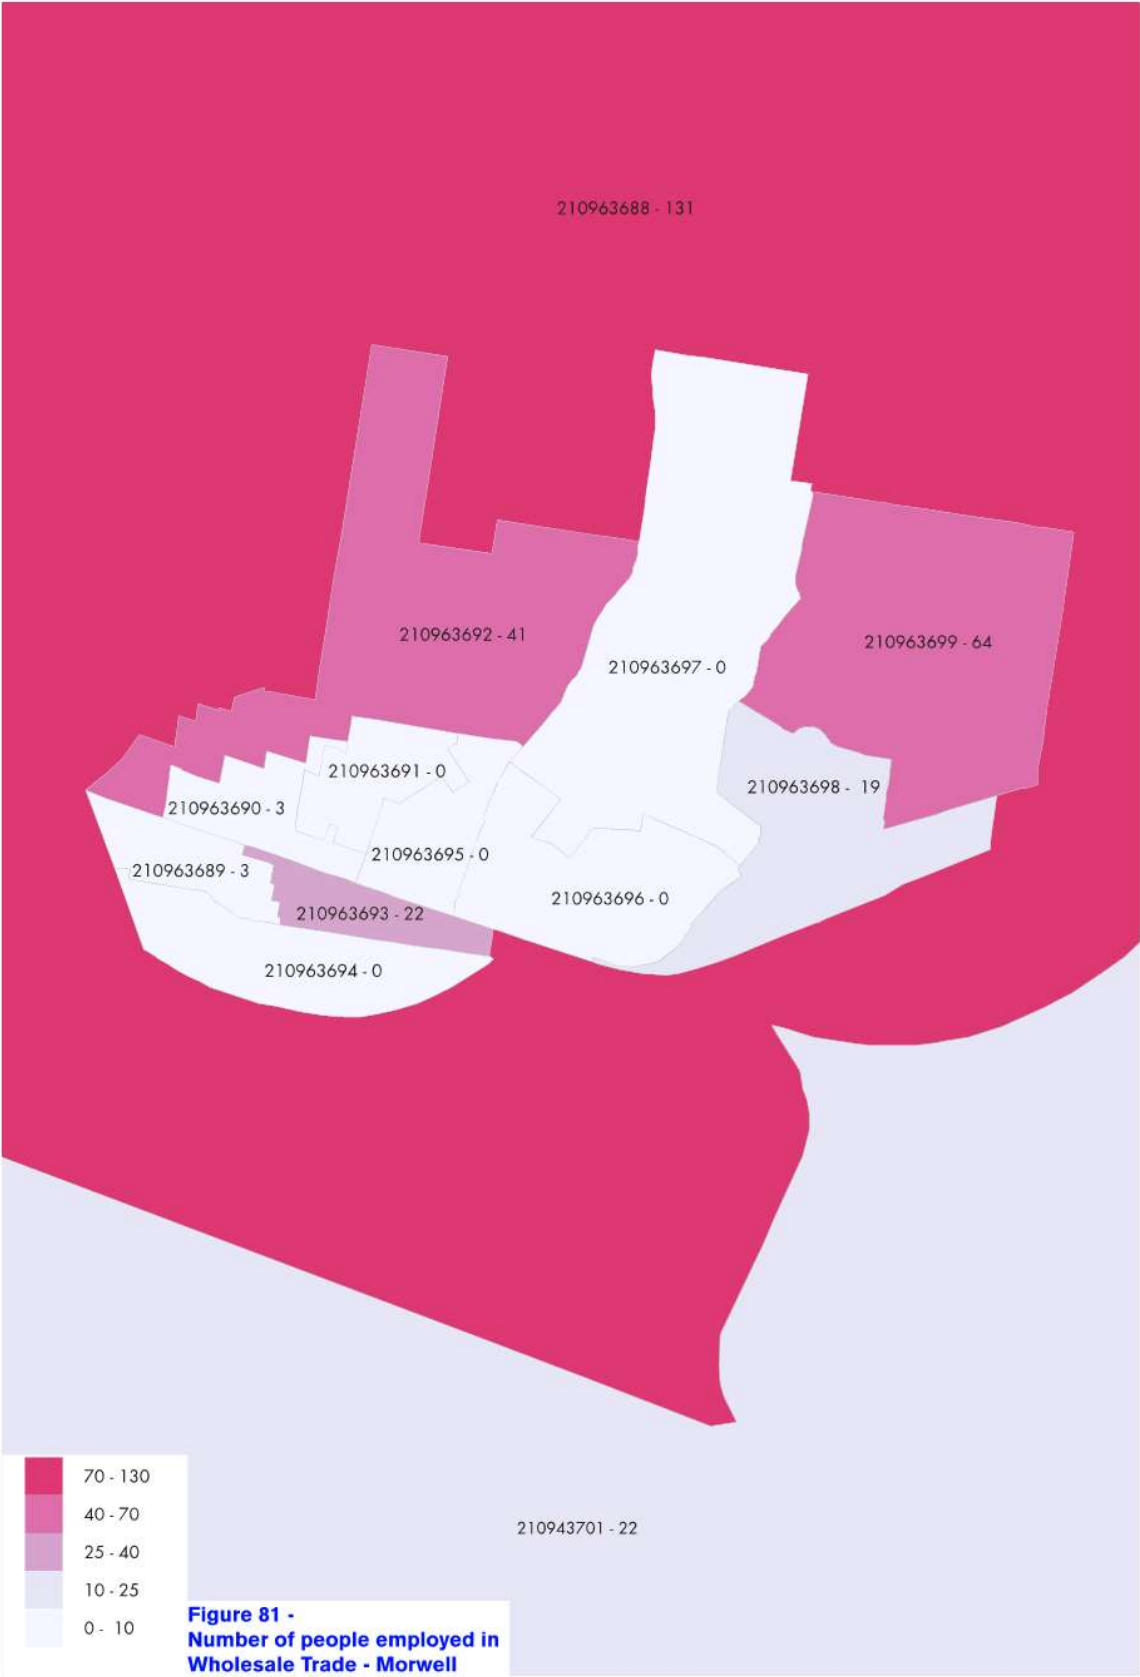 210963688 - 131
210963692 - 41
210963699 - 64
210963697 - 0
210963691 - 0
210963698 -  19
210963690 - 3
210963695 - 0
210963689 - 3
210963696 - 0
210963693 - 22
210963694 - 0
70 - 130
40 - 70
25 - 40
10 - 25
0 -  10
210943701 - 22
Figure 81 -
Number of people employed in
Wholesale Trade - Morwell